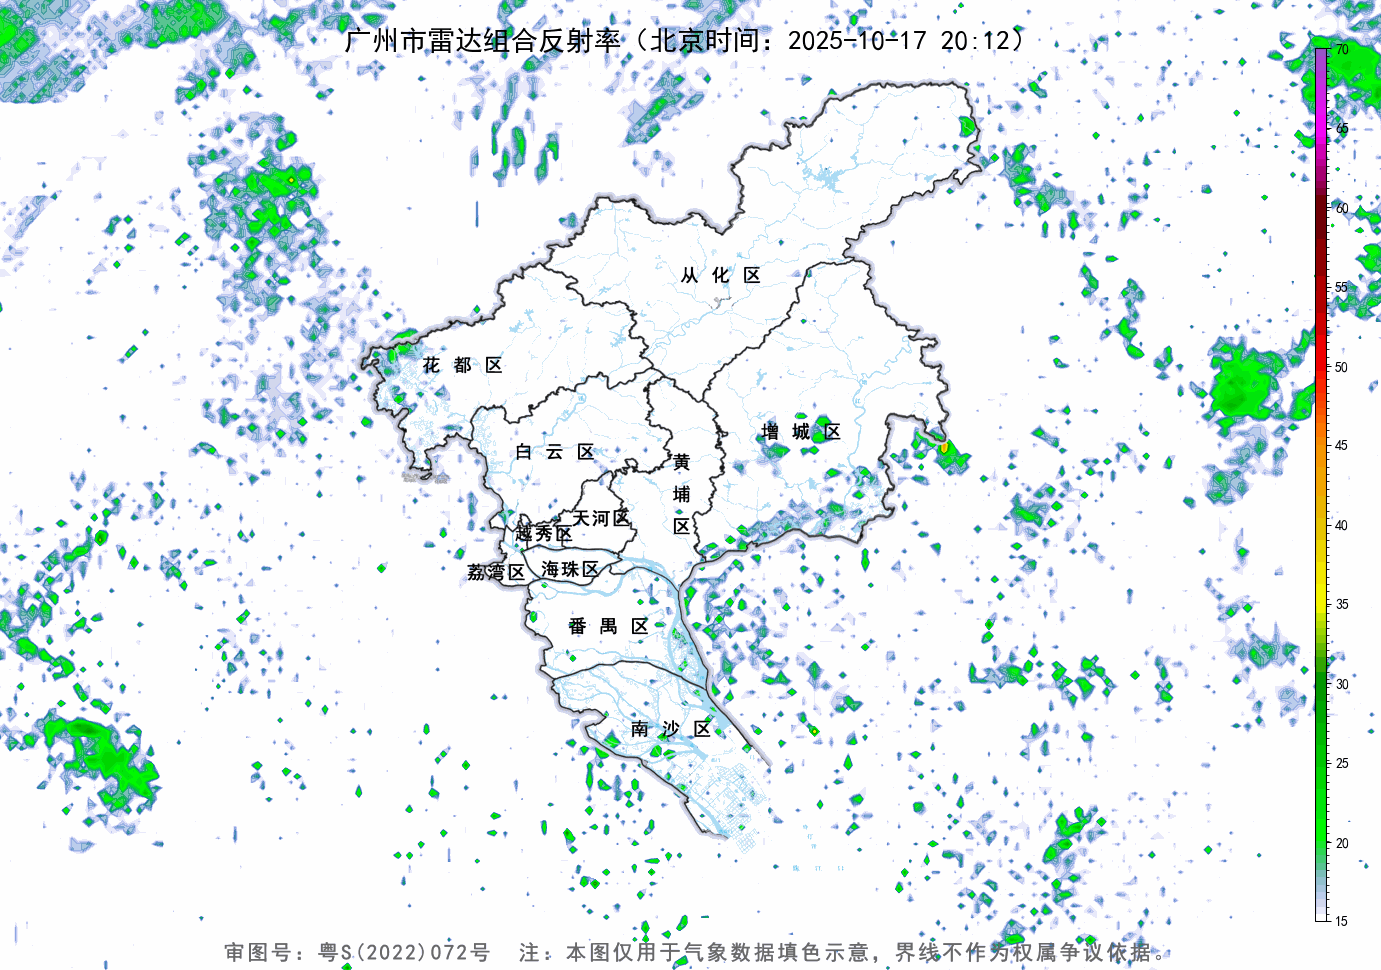 广州市雷达组合反射率（北京时间：2025-10-17 20:12）
70
65
60
55
50
45
40
35
30
25
20
15
从化区
花都区
增城区
白云区
黄埔区
天河区
越秀区
荔湾区
海珠区
番禺区
南沙区
审图号：粤S(2022)072号 注：本图仅用于气象数据填色示意，界线不作为权属争议依据。